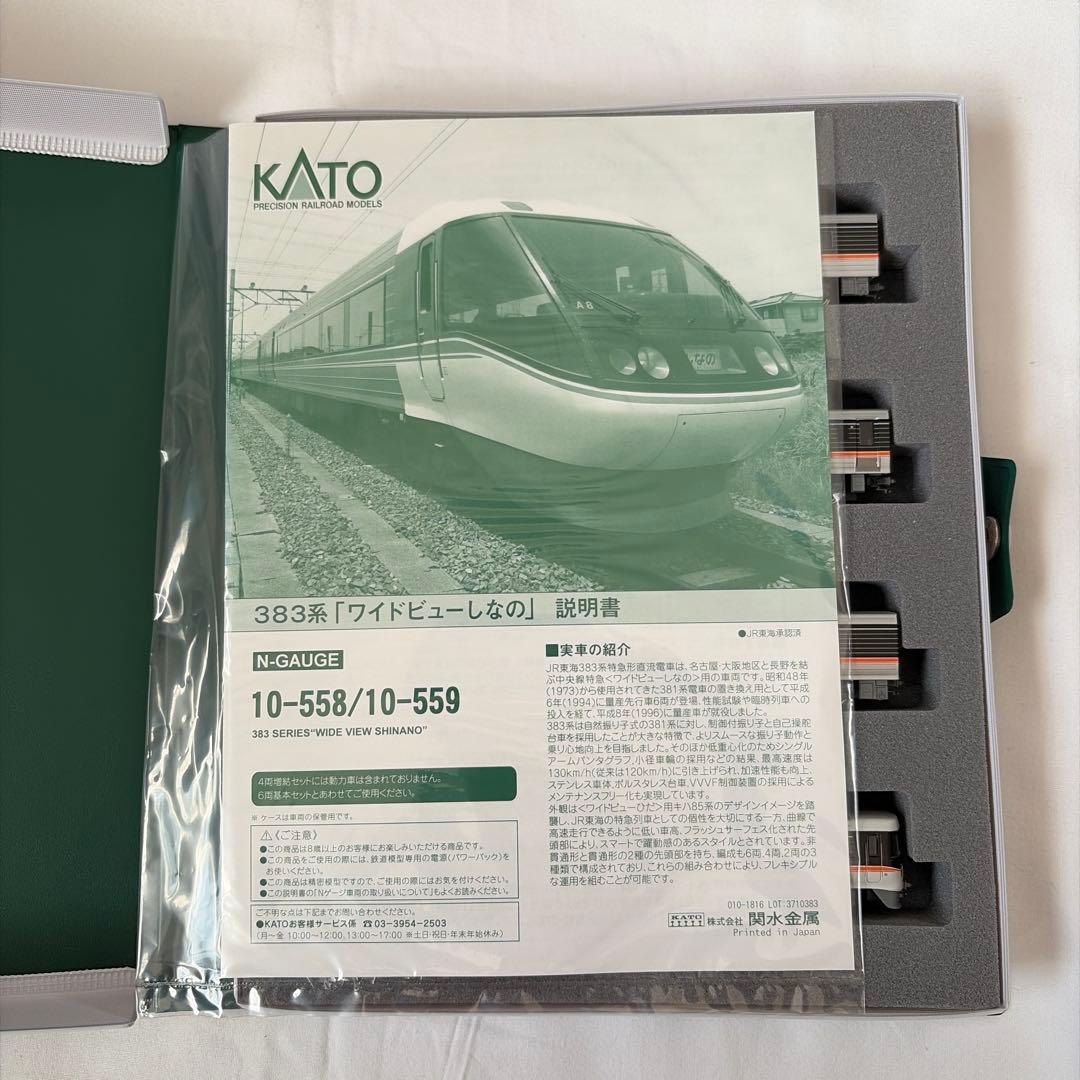 KATO
PRECISION RAILROAD MODELS
A8
しなの
383系「ワイドビューしなの」 説明書
●JR東海承認済
N-GAUGE
10-558/10-559
383 SERIES"WIDE VIEW SHINANO"
4両増結セットには動力車は含まれておりません。
6両基本セットとあわせてご使用ください。
※ ケースは車両の保管用です。
⚠《ご注意》
●この商品は8歳以上のお客様にお楽しみいただける商品です。
●この商品をご使用の際には、鉄道模型専用の電源(パワーパック)を
お使いください。
●この商品は精密模型ですので、ご使用の際にはお気を付けください。
●この説明書の「Nゲージ車両の取り扱いについて」もよくお読みください。
ご不明な点は下記までお問い合わせください。
●KATOお客様サービス係 ☎03-3954-2503
(月～金 10:00～12:00、13:00～17:00 ※土日・祝日・年末年始休み)
■実車の紹介
JR東海383系特急形直流電車は、名古屋・大阪地区と長野を結
ぶ中央線特急<ワイドビューしなの>用の車両です。昭和48年
(1973)から使用されてきた381系電車の置き換え用として平成
6年(1994)に量産先行車6両が登場、性能試験や臨時列車への
投入を経て、平成8年(1996)に量産車が就役しました。
383系は自然振り子式の381系に対し、制御付振り子と自己操舵
台車を採用したことが大きな特徴で、よりスムースな振り子動作と
乗り心地向上を目指しました。そのほか低重心化のためシングル
アームパンタグラフ、小径車輪の採用などの結果、最高速度は
130km/h(従来は120km/h)に引き上げられ、加速性能も向上、
ステンレス車体、ボルスタレス台車、VVVF制御装置の採用による
メンテナンスフリー化も実現しています。
外観は<ワイドビューひだ>用キハ85系のデザインイメージを踏
襲し、JR東海の特急列車としての個性を大切にする一方、曲線で
高速走行できるように低い車高、フラッシュサーフェス化された先
頭部により、スマートで躍動感のあるスタイルとされています。非
貫通形と貫通形の2種の先頭部を持ち、編成も6両、4両、2両の3
種類で構成されており、これらの組み合わせにより、フレキシブル
な運用を組むことが可能です。
010-1816 LOT:3710383
KATO 株式会社 関水金属
Printed in Japan